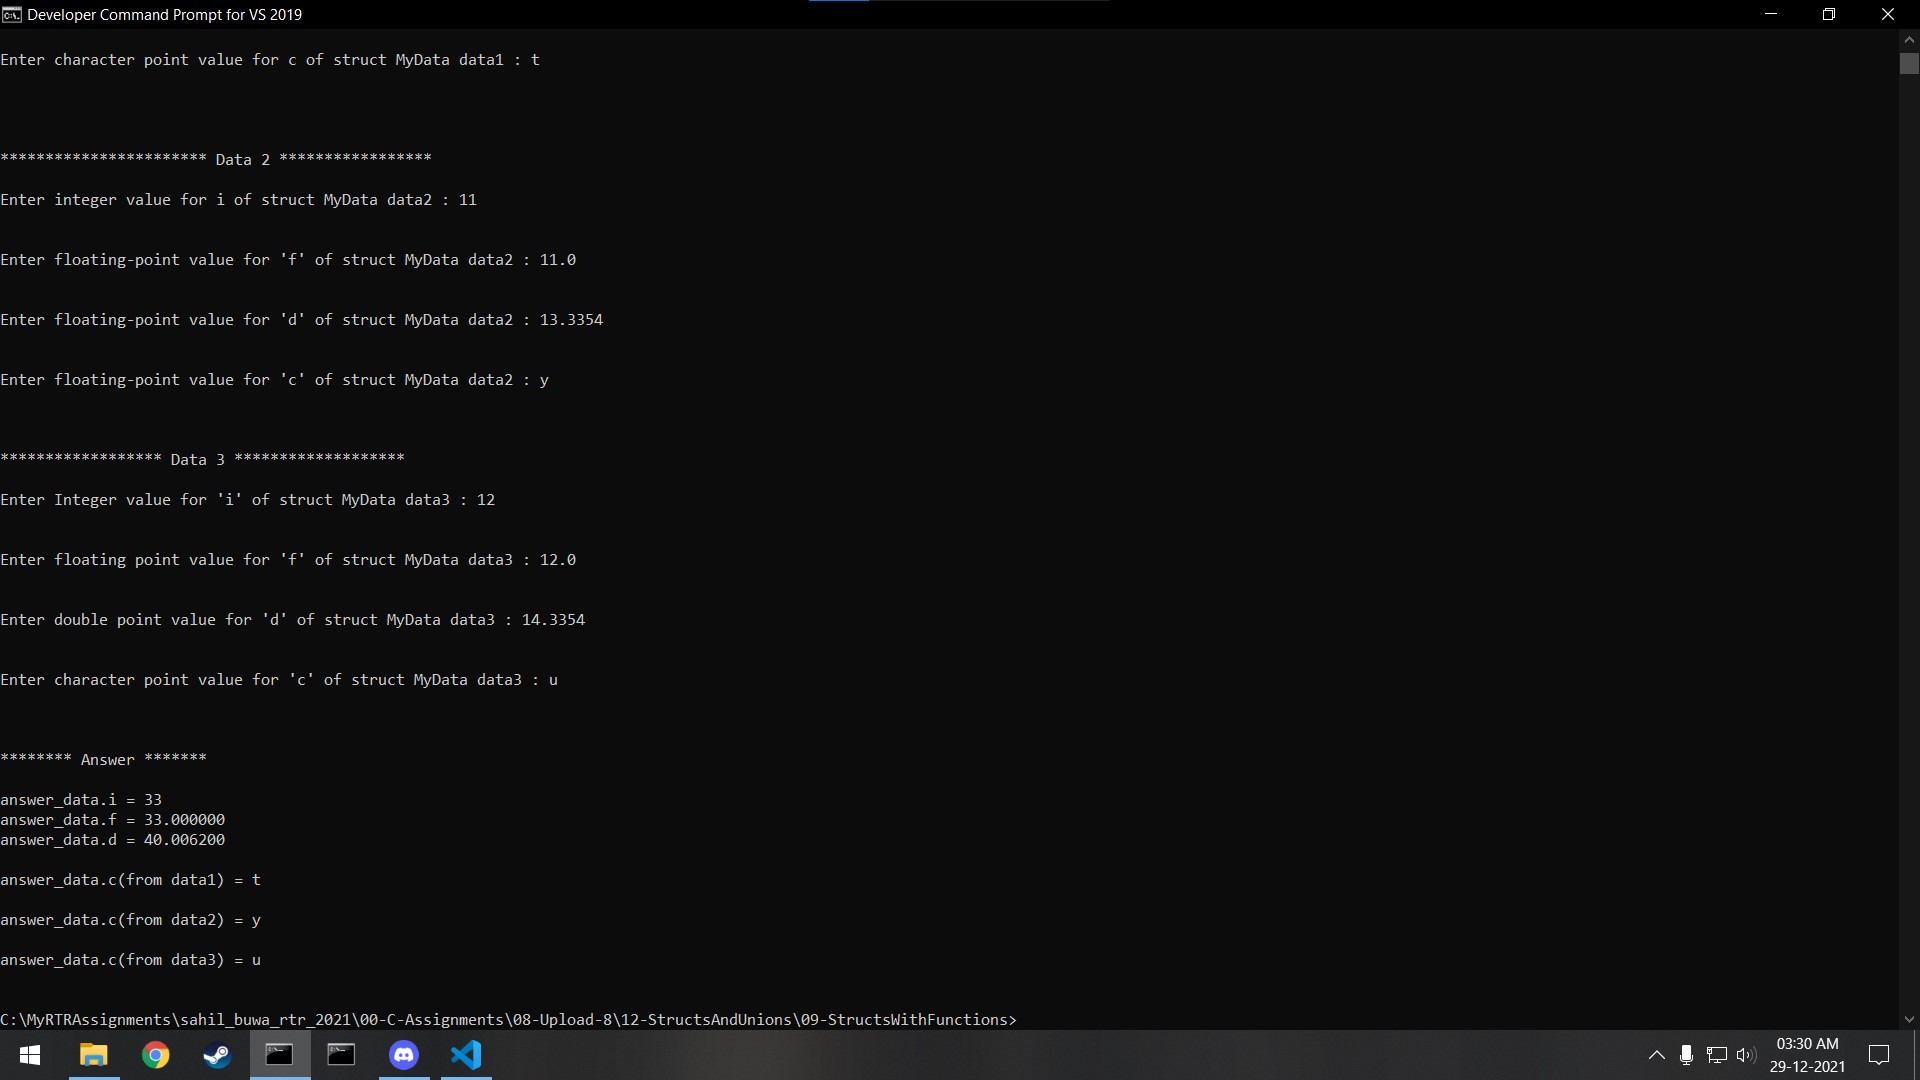 Developer Command Prompt for VS 2019
Enter character point value for c of struct MyData data1 : t
*********************** Data 2 *****************
Enter integer value for i of struct MyData data2 : 11
Enter floating-point value for 'f' of struct MyData data2 : 11.0
Enter floating-point value for 'd' of struct MyData data2 : 13.3354
Enter floating-point value for 'c' of struct MyData data2 : y
****************** Data 3 *******************
Enter Integer value for 'i' of struct MyData data3 : 12
Enter floating point value for 'f' of struct MyData data3 : 12.0
Enter double point value for 'd' of struct MyData data3 : 14.3354
Enter character point value for 'c' of struct MyData data3 : u
******** Answer *******
answer_data.i = 33
answer_data.f = 33.000000
answer_data.d = 40.006200
answer_data.c(from data1) = t
answer_data.c(from data2) = y
answer_data.c(from data3) = u
C:\MyRTRAssignments\sahil_buwa_rtr_2021\00-C-Assignments\08-Upload-8\12-StructsAndUnions\09-StructsWithFunctions>
03:30 AM
29-12-2021